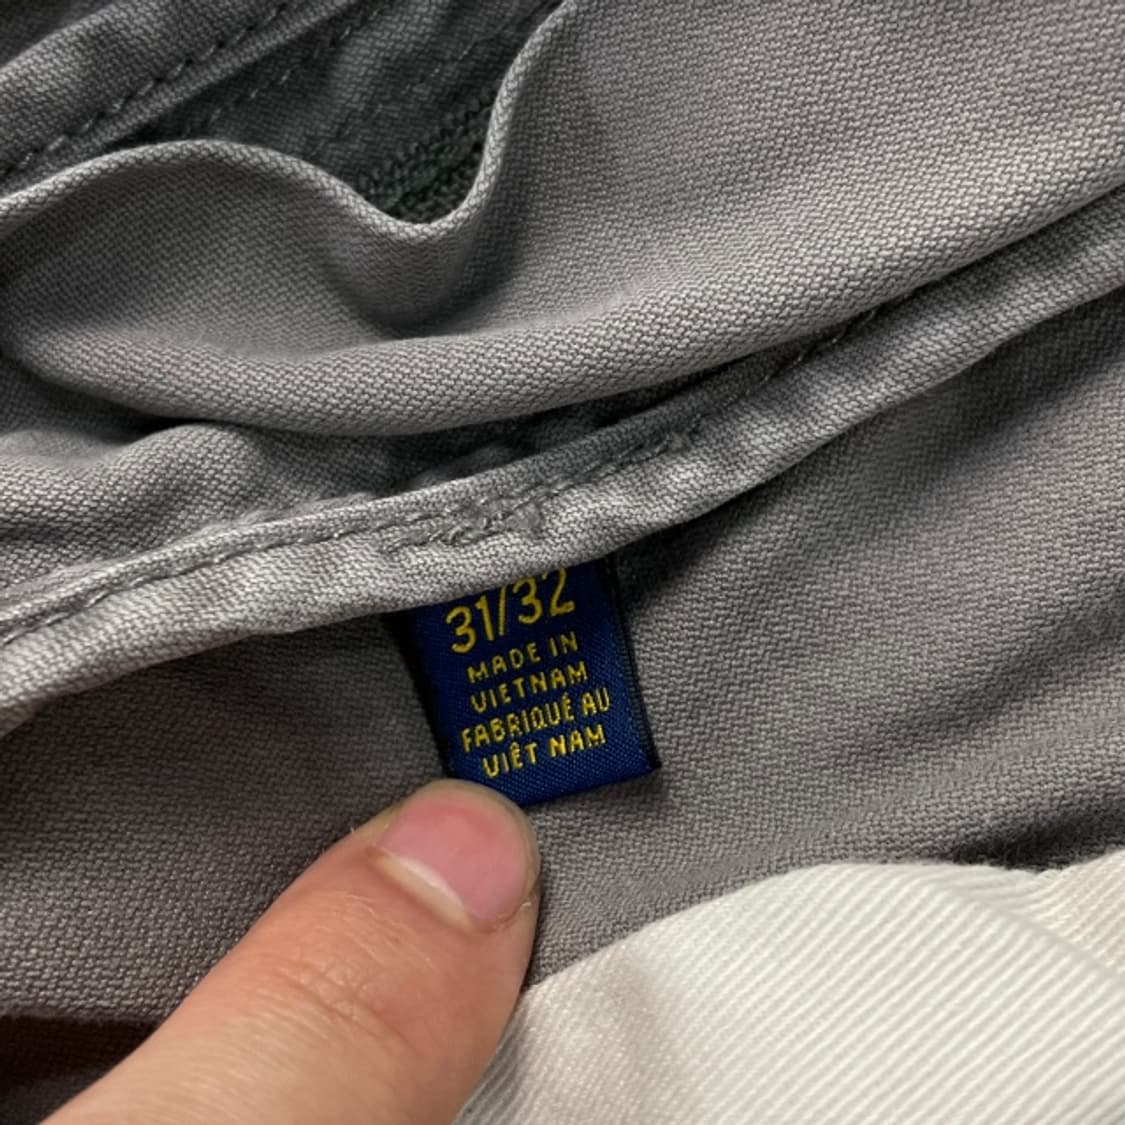 31/32
MADE IN
VIETNAM
FABRIQUÉ AU
VIÊT NAM